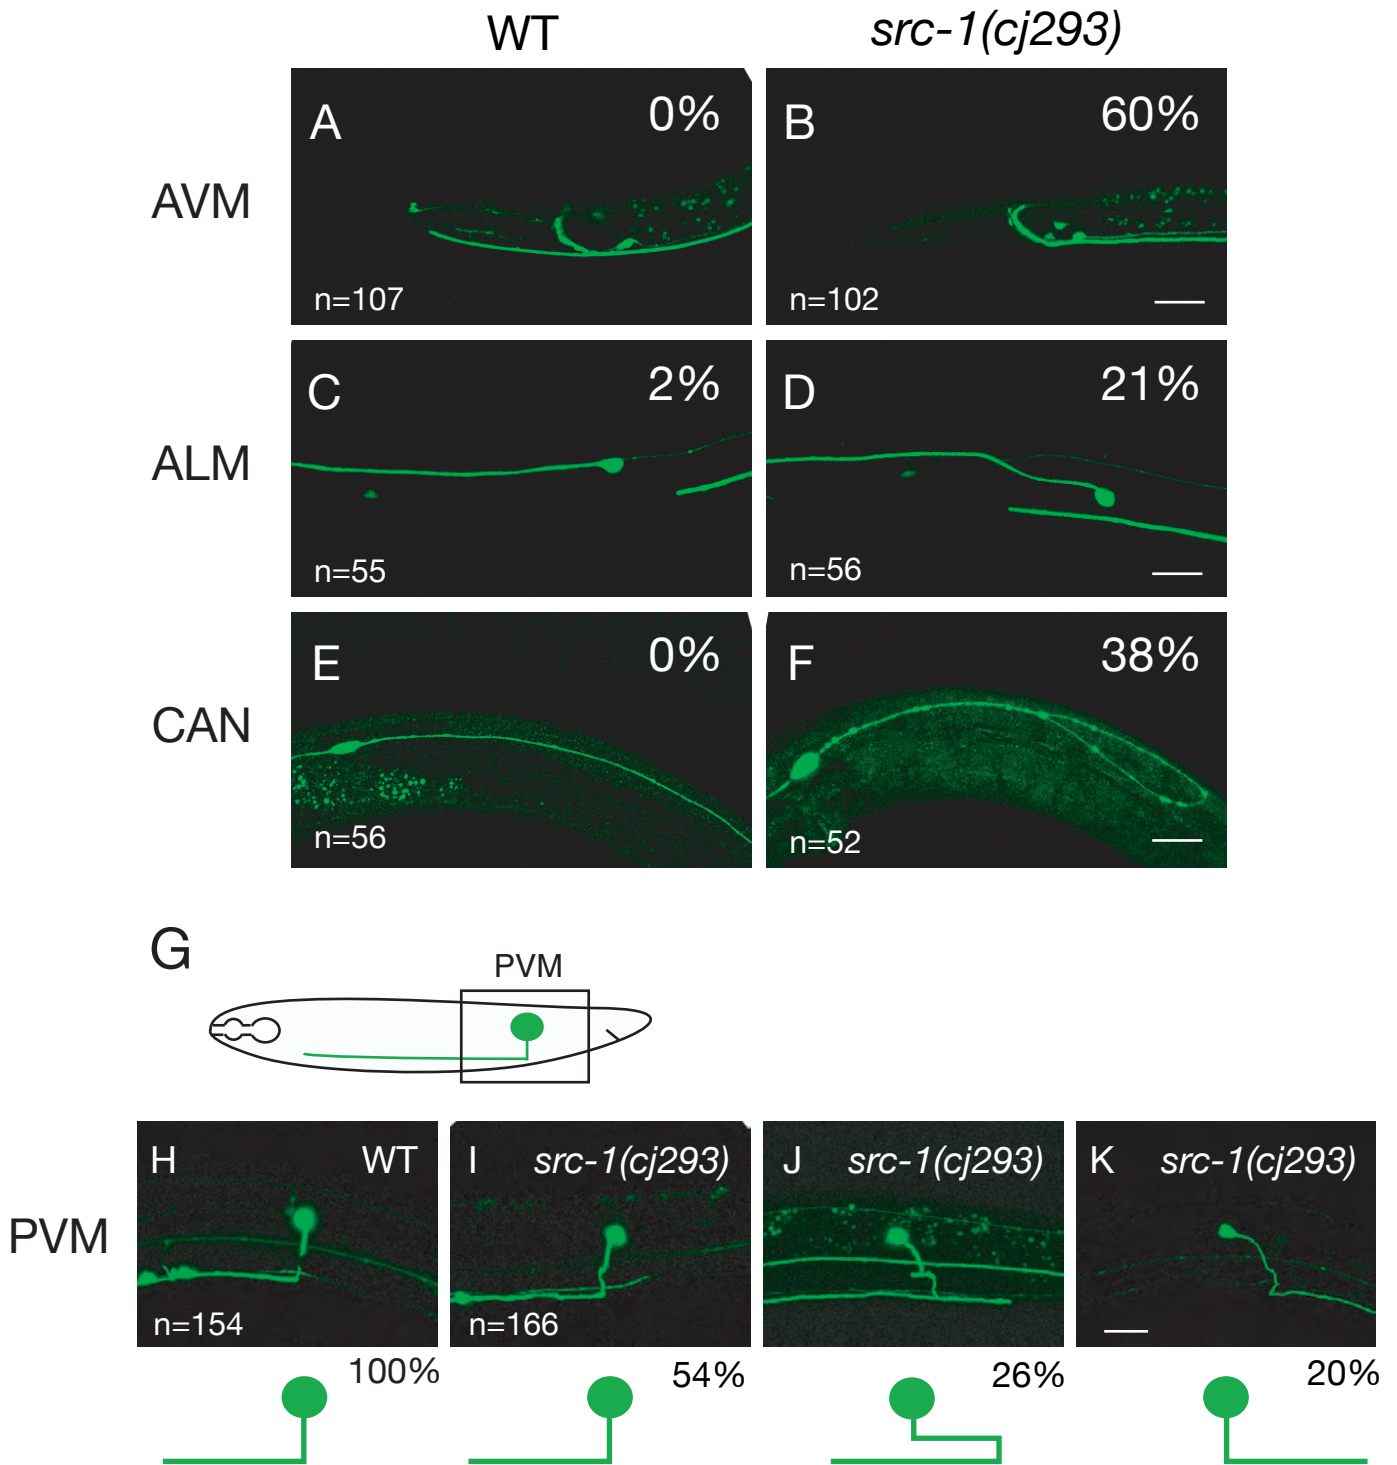 WT src-1(cj293)
AVM
A 0%
n=107
B 60%
n=102
ALM
C 2%
n=55
D 21%
n=56
CAN
E 0%
n=56
F 38%
n=52
G
PVM
PVM
H WT
n=154
100%
I src-1(cj293)
n=166
54%
J src-1(cj293)
26%
K src-1(cj293)
20%